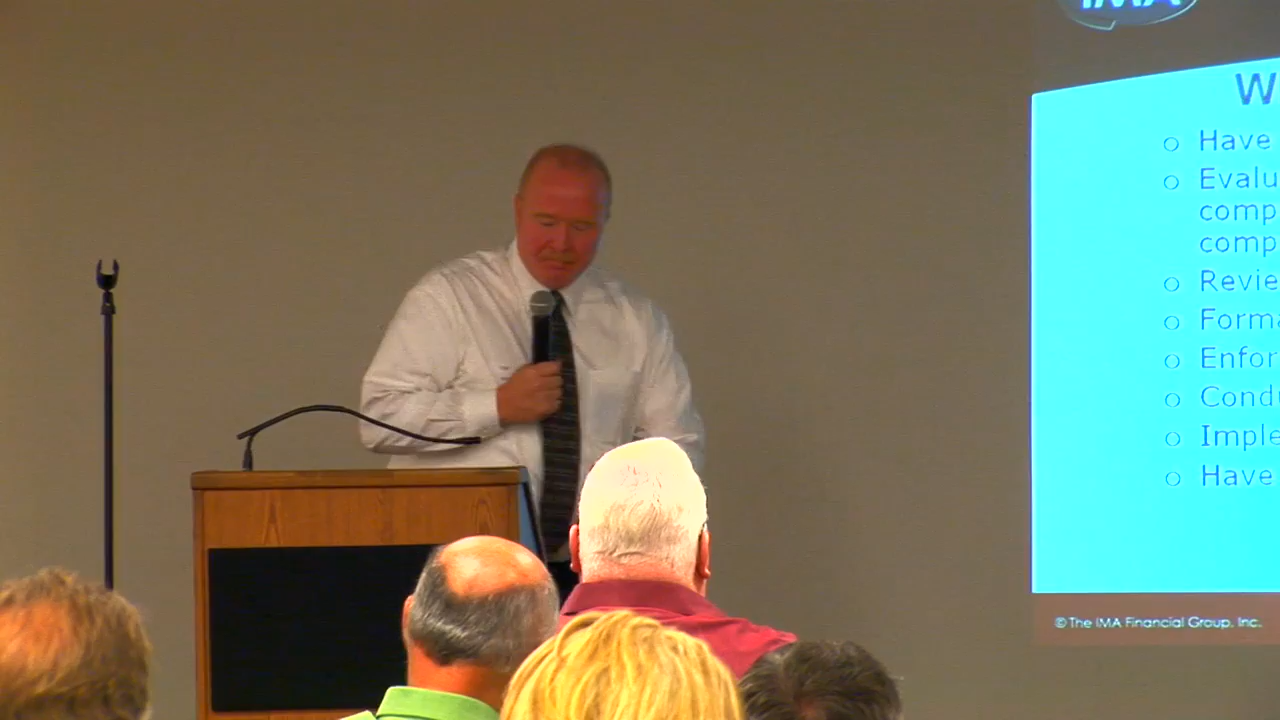 IMA
W
Have
Evalu
comp
comp
Revie
Forma
Enfor
Condu
Imple
Have
©The IMA Financial Group, Inc.